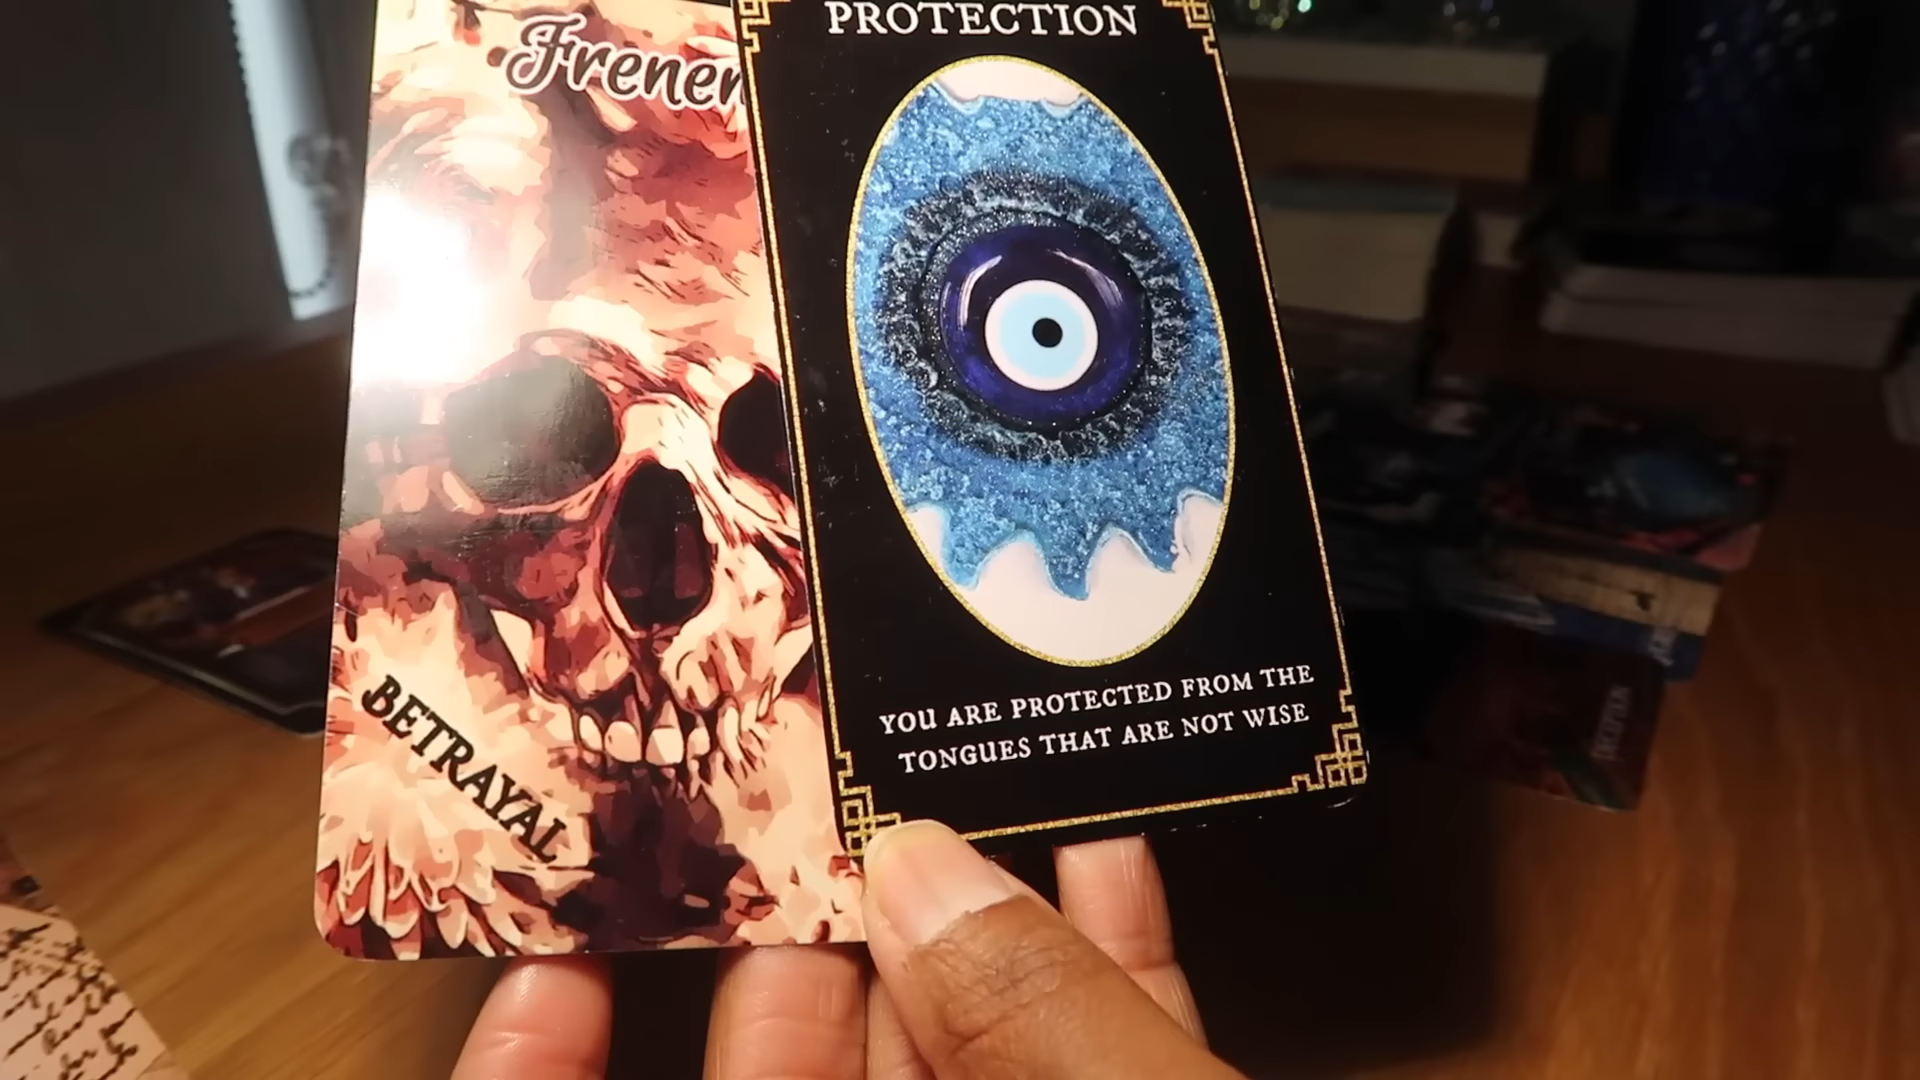 Frenen
BETRAYAL
PROTECTION
YOU ARE PROTECTED FROM THE
TONGUES THAT ARE NOT WISE